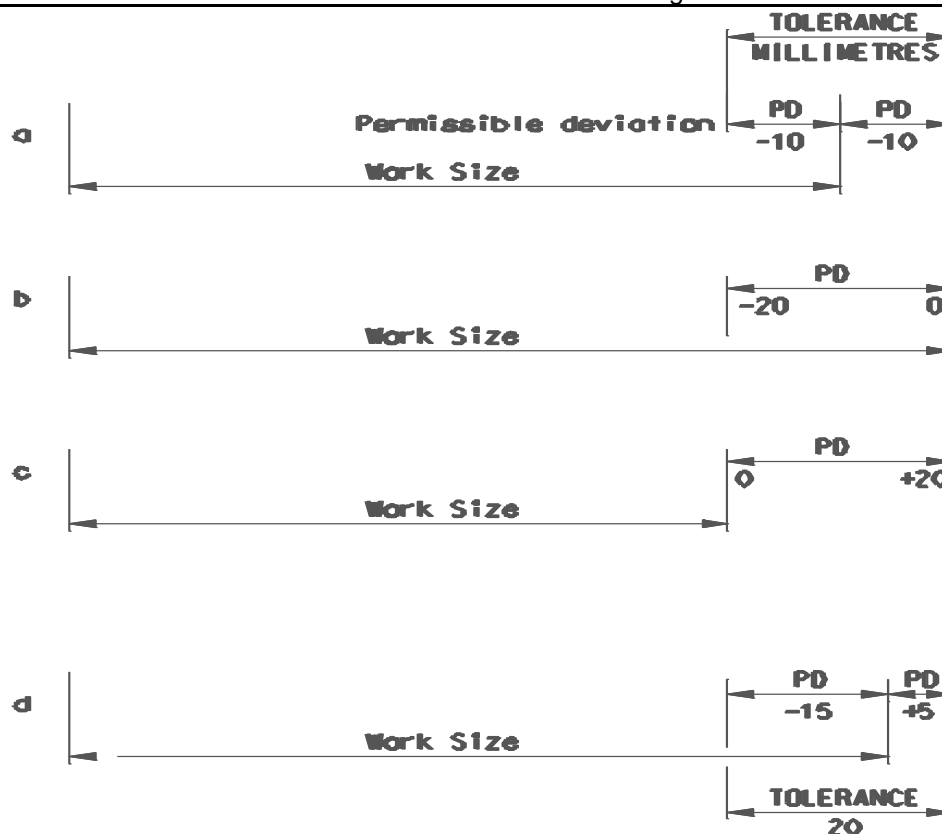 TOLERANCE
MILLIMETRES
a
Permissible deviation
PD
PD
-10
-10
Work Size
b
PD
-20
0
Work Size
c
PD
0
+20
Work Size
d
PD
PD
-15
+5
Work Size
TOLERANCE
20